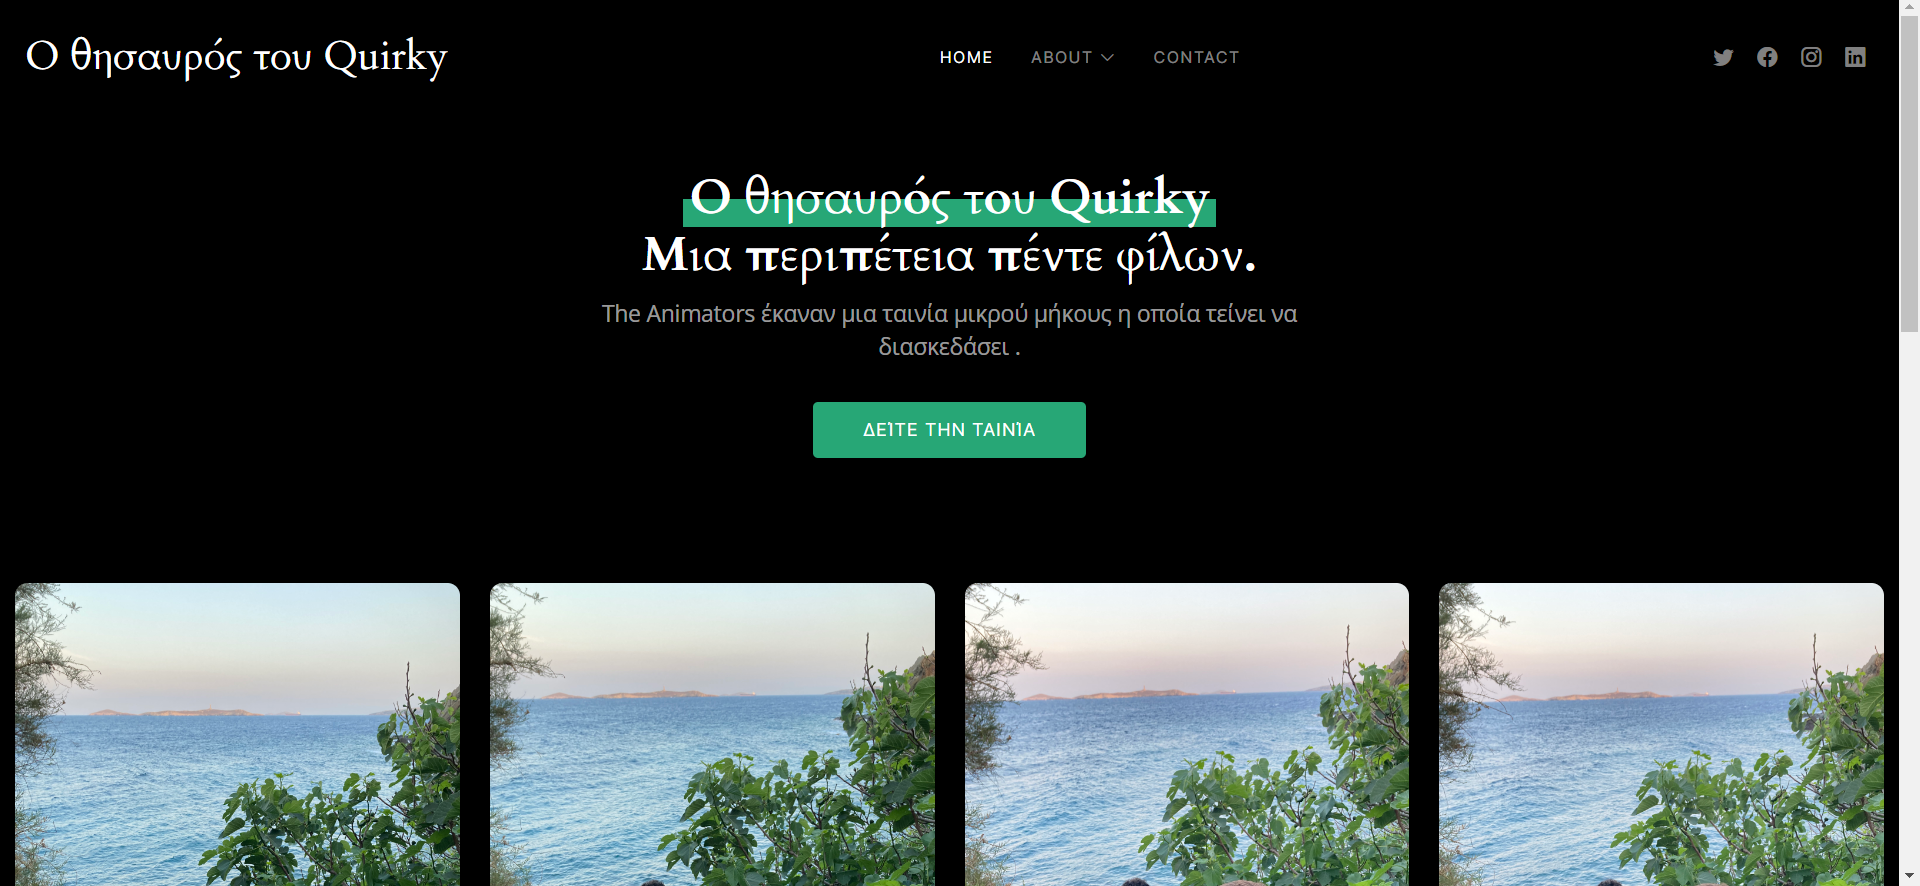 Ο θησαυρός του Quirky
HOME
ABOUT
CONTACT
Ο θησαυρός του Quirky
Μια περιπέτεια πέντε φίλων.
The Animators έκαναν μια ταινία μικρού μήκους η οποία τείνει να
διασκεδάσει .
ΔΕΊΤΕ ΤΗΝ ΤΑΙΝΊΑ